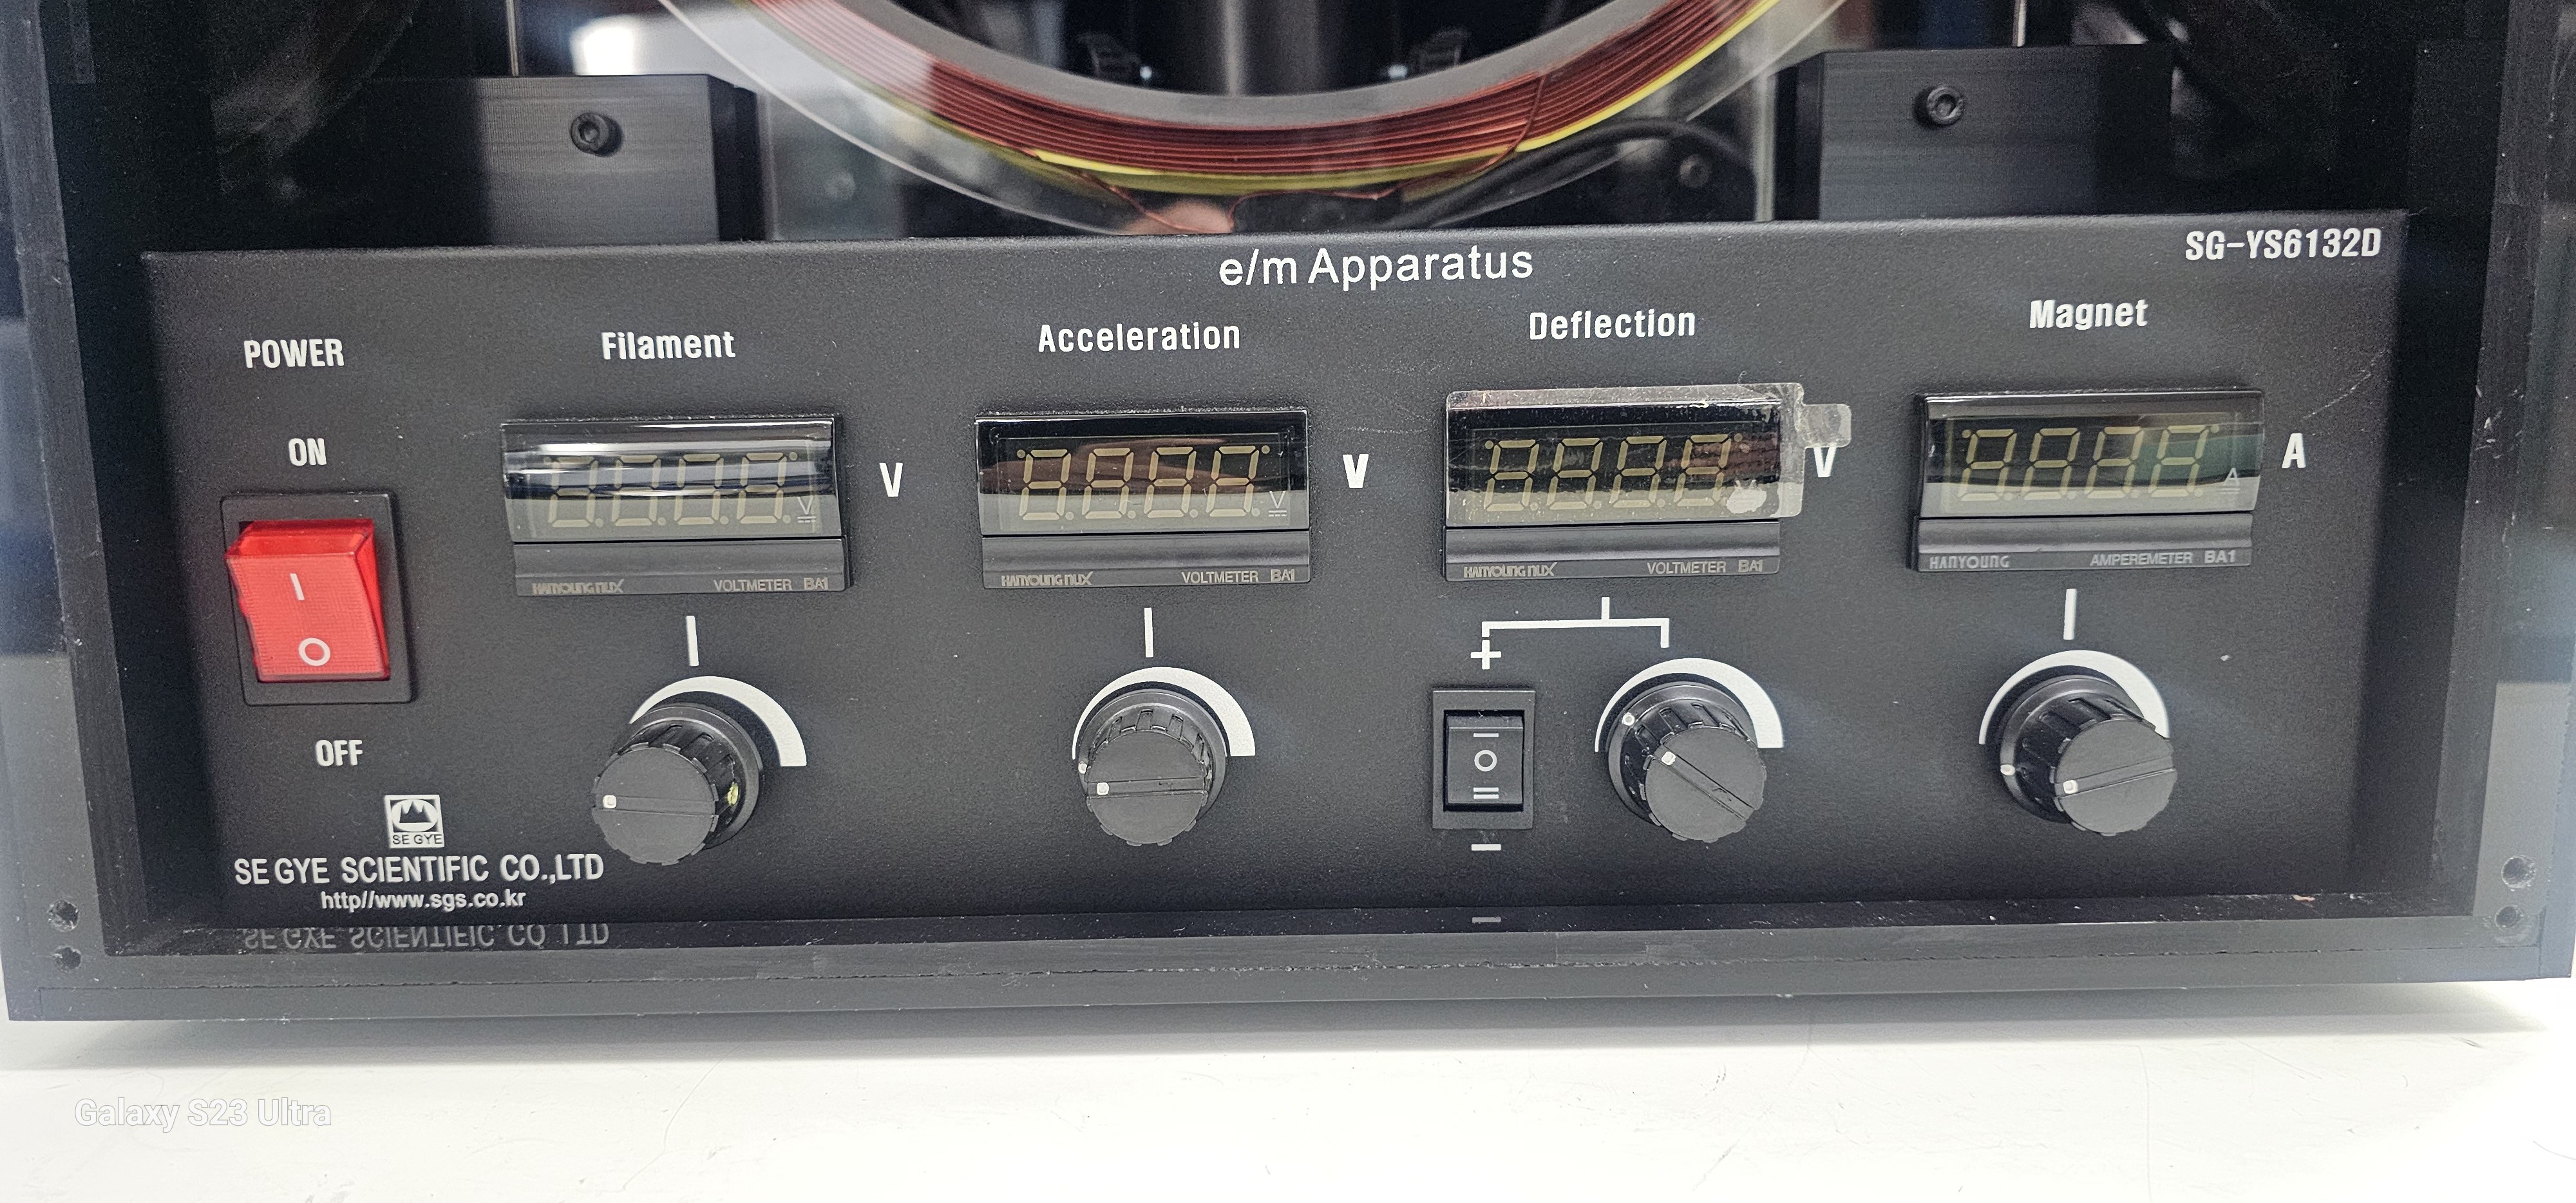 e/m Apparatus
SG-YS6132D
POWER
Filament
Acceleration
Deflection
Magnet
ON
V
V
V
A
V
V
A
HANYOUNG NUX VOLTMETER BA1
HANYOUNG NUX VOLTMETER BA1
HANYOUNG NUX VOLTMETER BA1
HANYOUNG AMPEREMETER BA1
I
O
+
I
O
II
-
OFF
SE GYE
SE GYE SCIENTIFIC CO.,LTD
http//www.sgs.co.kr
Galaxy S23 Ultra